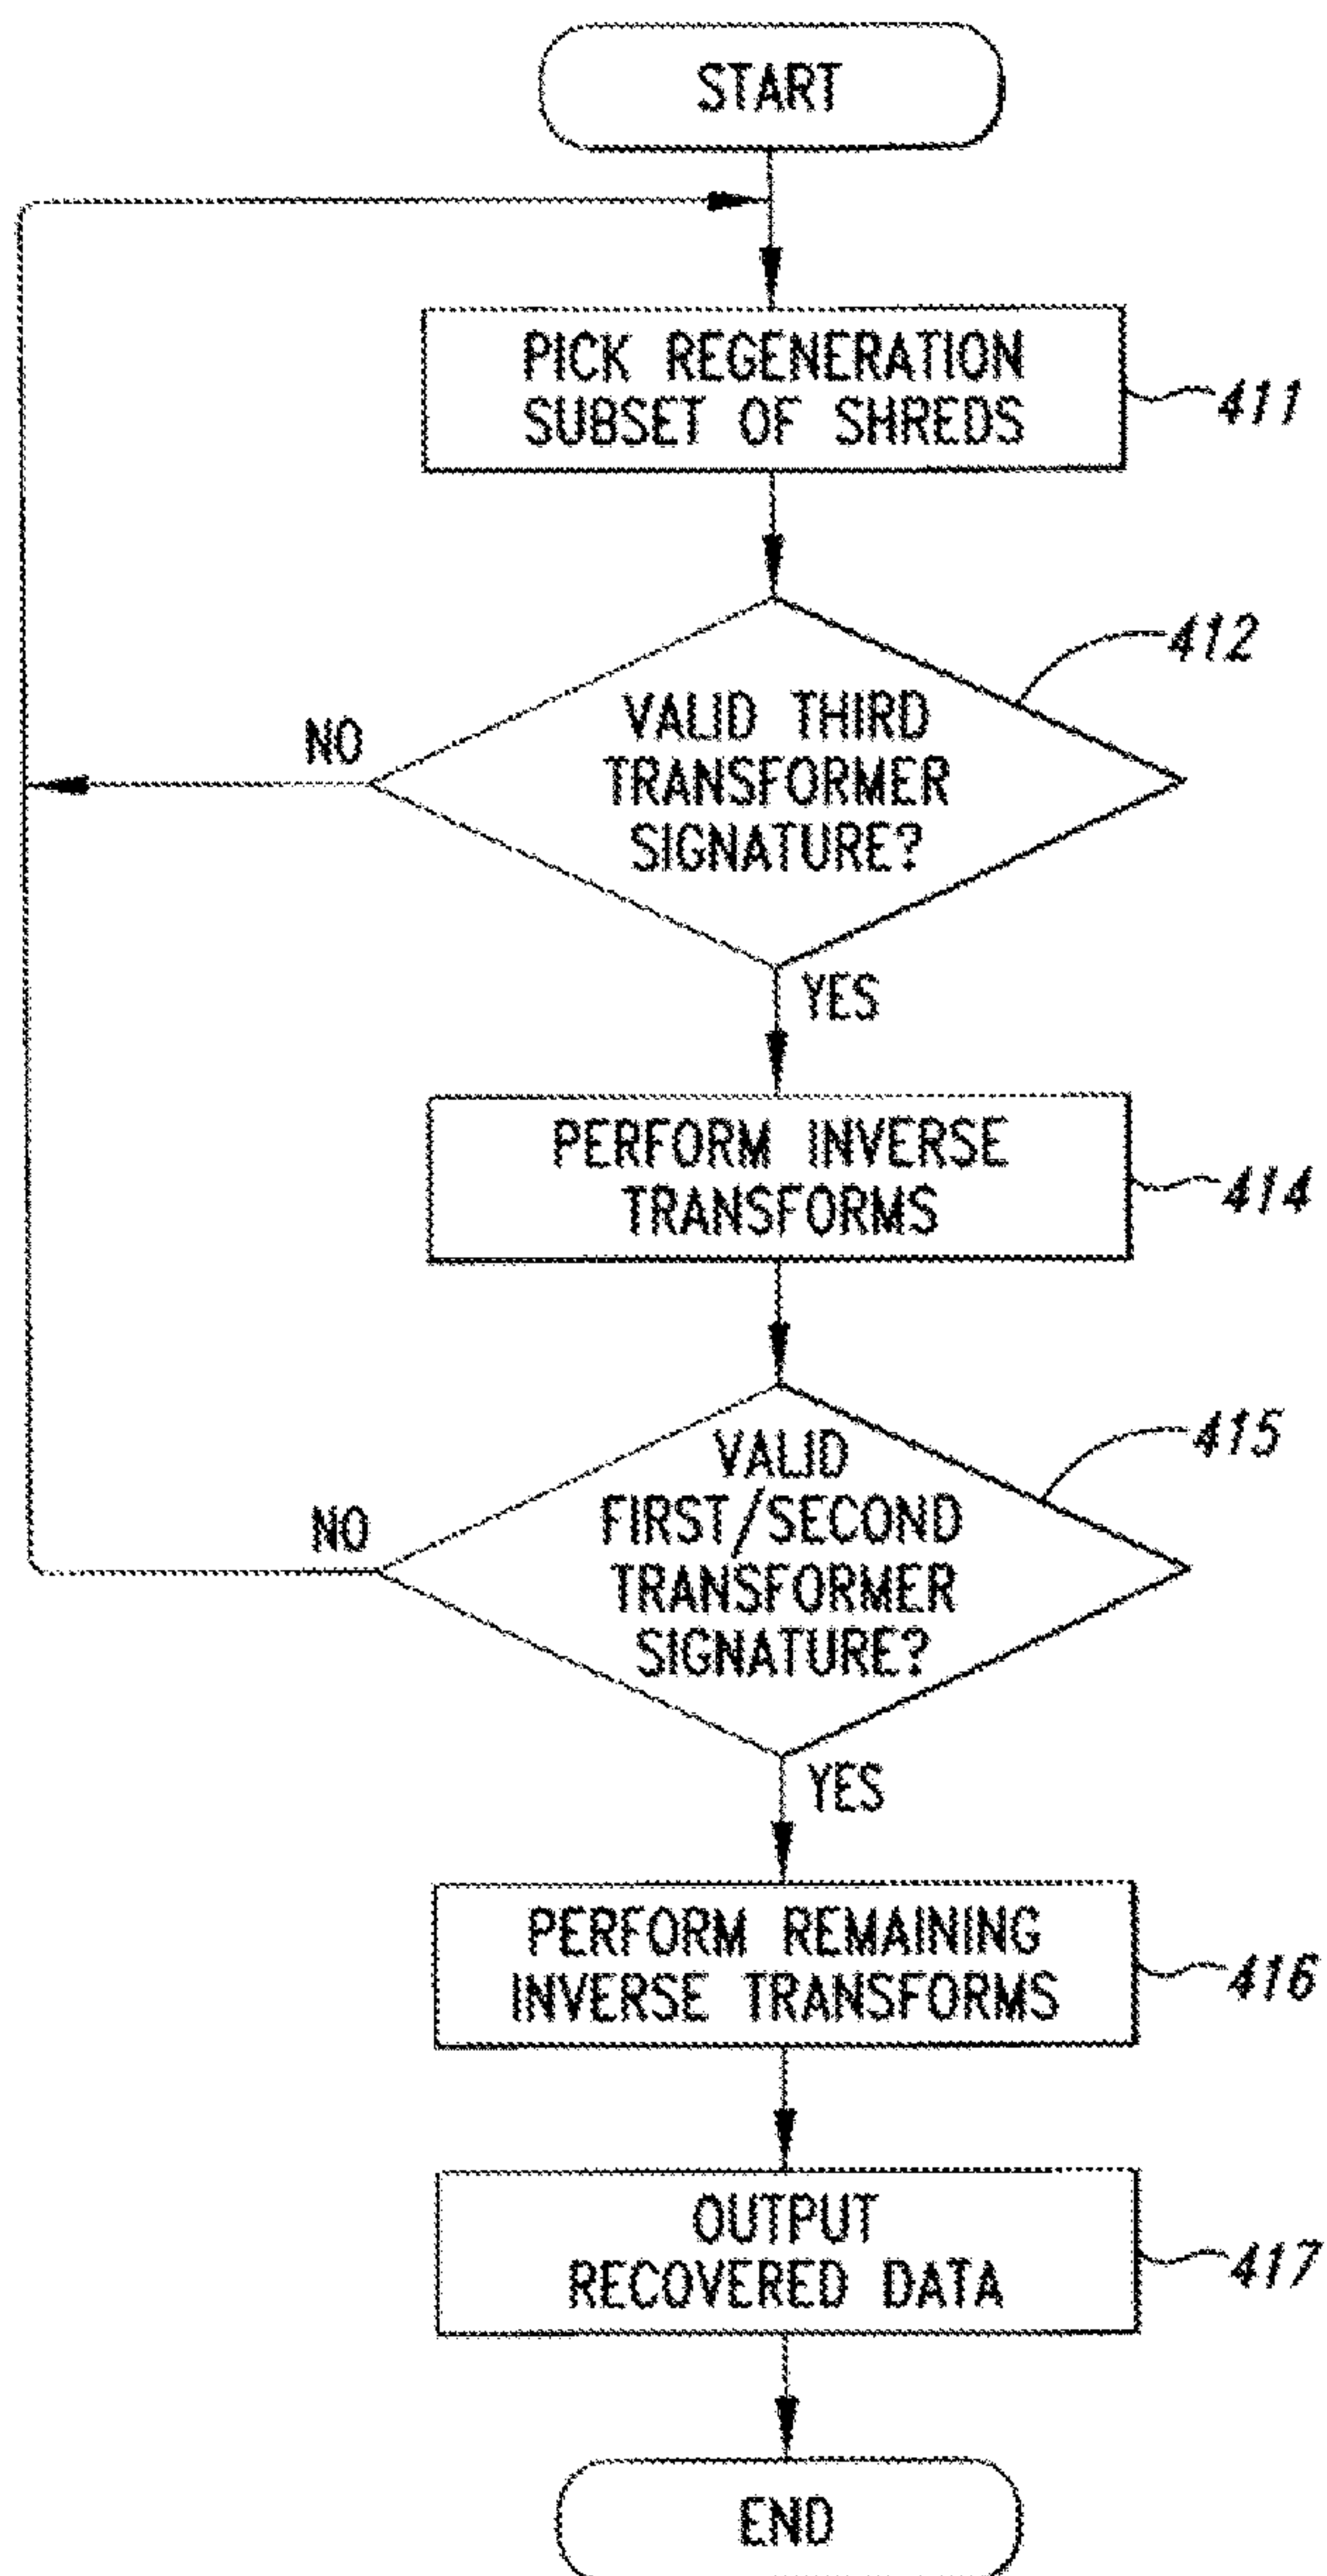 START
PICK REGENERATION
SUBSET OF SHREDS
411
412
VALID THIRD
TRANSFORMER
SIGNATURE?
NO
YES
PERFORM INVERSE
TRANSFORMS
414
415
VALID
FIRST/SECOND
TRANSFORMER
SIGNATURE?
NO
YES
PERFORM REMAINING
INVERSE TRANSFORMS
416
OUTPUT
RECOVERED DATA
417
END